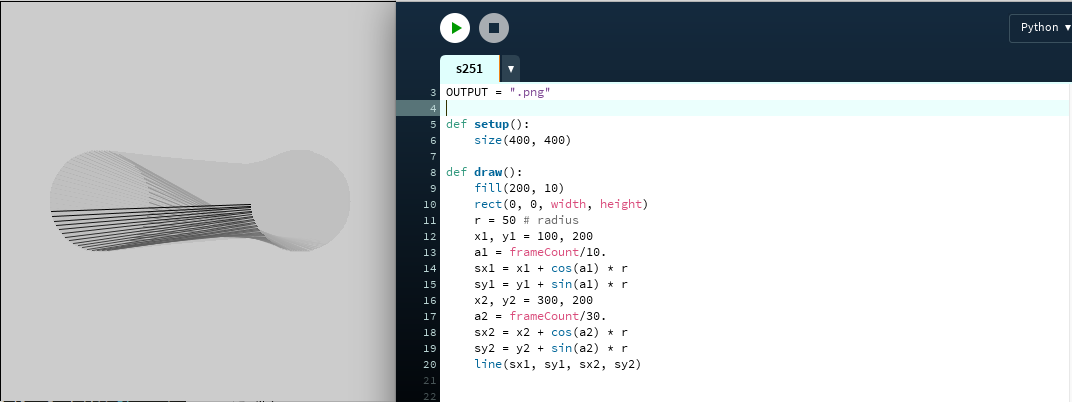 Python ▾
s251 ▾
3 OUTPUT = ".png"
4
5 def setup():
6 size(400, 400)
7
8 def draw():
9 fill(200, 10)
10 rect(0, 0, width, height)
11 r = 50 # radius
12 x1, y1 = 100, 200
13 a1 = frameCount/10.
14 sx1 = x1 + cos(a1) * r
15 sy1 = y1 + sin(a1) * r
16 x2, y2 = 300, 200
17 a2 = frameCount/30.
18 sx2 = x2 + cos(a2) * r
19 sy2 = y2 + sin(a2) * r
20 line(sx1, sy1, sx2, sy2)
21
22